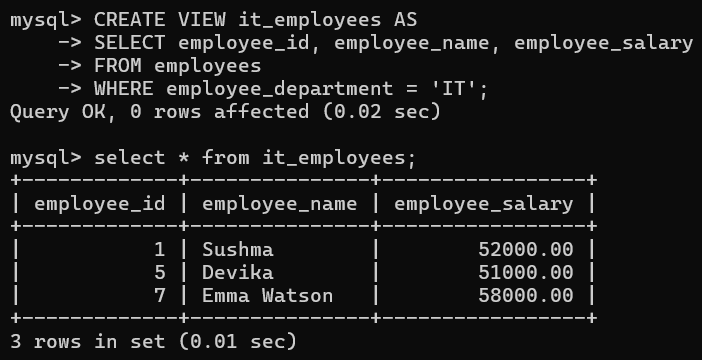 mysql> CREATE VIEW it_employees AS
    -> SELECT employee_id, employee_name, employee_salary
    -> FROM employees
    -> WHERE employee_department = 'IT';
Query OK, 0 rows affected (0.02 sec)

mysql> select * from it_employees;
+-------------+---------------+-----------------+
| employee_id | employee_name | employee_salary |
+-------------+---------------+-----------------+
|           1 | Sushma        |        52000.00 |
|           5 | Devika        |        51000.00 |
|           7 | Emma Watson   |        58000.00 |
+-------------+---------------+-----------------+
3 rows in set (0.01 sec)